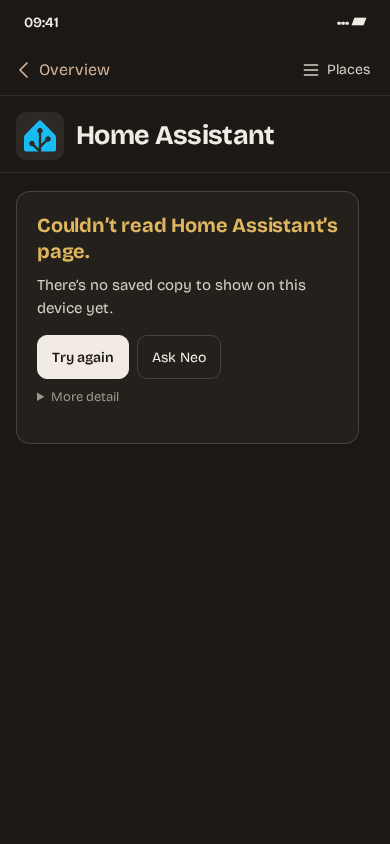 09:41
Overview
Places
Home Assistant
Couldn’t read Home Assistant’s
page.
There’s no saved copy to show on this
device yet.
Try again
Ask Neo
More detail